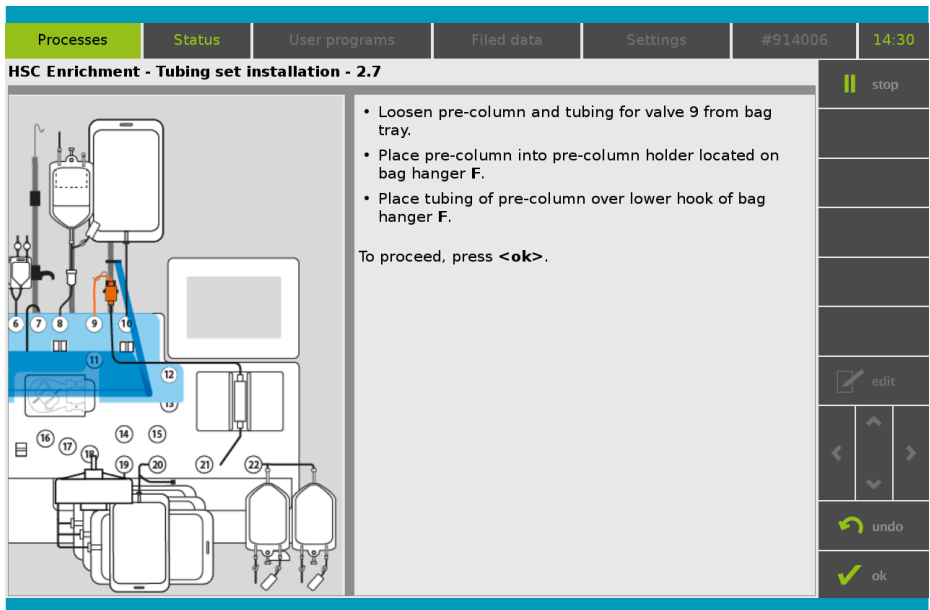 Processes
Status
User programs
Filed data
Settings
#914006
14:30
HSC Enrichment - Tubing set installation - 2.7
stop
• Loosen pre-column and tubing for valve 9 from bag
tray.
• Place pre-column into pre-column holder located on
bag hanger F.
• Place tubing of pre-column over lower hook of bag
hanger F.
To proceed, press <ok>.
6 7 8 9 10
11
12
13
14 15
16 17 18
19 20 21 22
edit
undo
ok